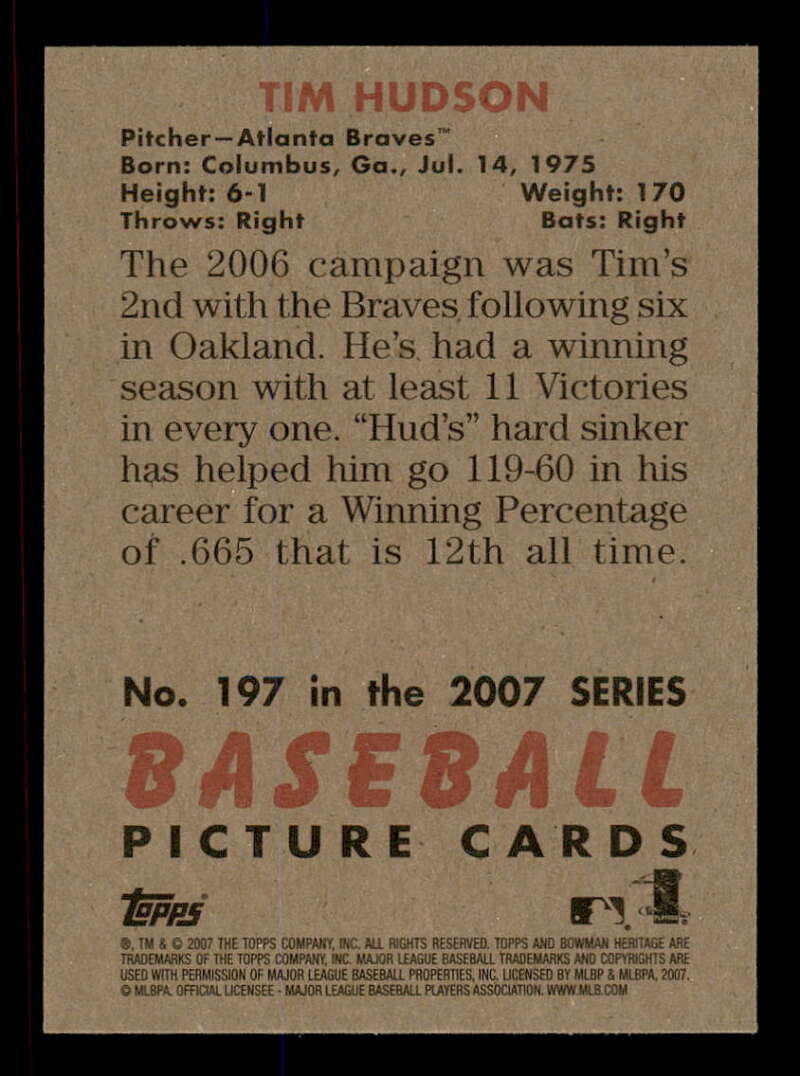 TIM HUDSON
Pitcher—Atlanta Braves™
Born: Columbus, Ga., Jul. 14, 1975
Height: 6-1 Weight: 170
Throws: Right Bats: Right
The 2006 campaign was Tim's
2nd with the Braves following six
in Oakland. He's had a winning
season with at least 11 Victories
in every one. “Hud's” hard sinker
has helped him go 119-60 in his
career for a Winning Percentage
of .665 that is 12th all time.
No. 197 in the 2007 SERIES
BASEBALL
PICTURE CARDS
topps®
®, TM & © 2007 THE TOPPS COMPANY, INC. ALL RIGHTS RESERVED. TOPPS AND BOWMAN HERITAGE ARE
TRADEMARKS OF THE TOPPS COMPANY, INC. MAJOR LEAGUE BASEBALL TRADEMARKS AND COPYRIGHTS ARE
USED WITH PERMISSION OF MAJOR LEAGUE BASEBALL PROPERTIES, INC. LICENSED BY MLBP & MLBPA, 2007.
© MLBPA. OFFICIAL LICENSEE - MAJOR LEAGUE BASEBALL PLAYERS ASSOCIATION. WWW.MLB.COM